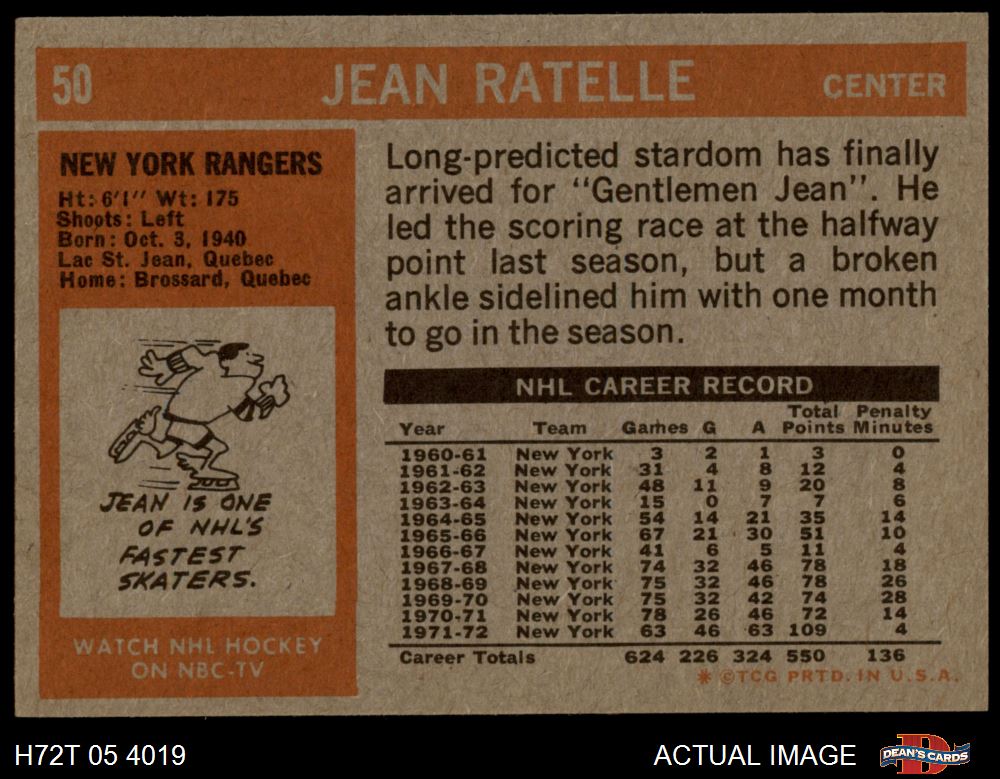 50 JEAN RATELLE CENTER
NEW YORK RANGERS
Ht: 6'1'' Wt: 175
Shoots: Left
Born: Oct. 3, 1940
Lac St. Jean, Quebec
Home: Brossard, Quebec
JEAN IS ONE
OF NHL'S
FASTEST
SKATERS.
WATCH NHL HOCKEY
ON NBC-TV
Long-predicted stardom has finally
arrived for "Gentlemen Jean". He
led the scoring race at the halfway
point last season, but a broken
ankle sidelined him with one month
to go in the season.
NHL CAREER RECORD
Year Team Games G A Total Points Penalty Minutes
1960-61 New York 3 2 1 3 0
1961-62 New York 31 4 8 12 4
1962-63 New York 48 11 9 20 8
1963-64 New York 15 0 7 7 6
1964-65 New York 54 14 21 35 14
1965-66 New York 67 21 30 51 10
1966-67 New York 41 6 5 11 4
1967-68 New York 74 32 46 78 18
1968-69 New York 75 32 46 78 26
1969-70 New York 75 32 42 74 28
1970-71 New York 78 26 46 72 14
1971-72 New York 63 46 63 109 4
Career Totals 624 226 324 550 136
* ©TCG PRTD. IN U.S.A.
H72T 05 4019 ACTUAL IMAGE DEAN'S CARDS